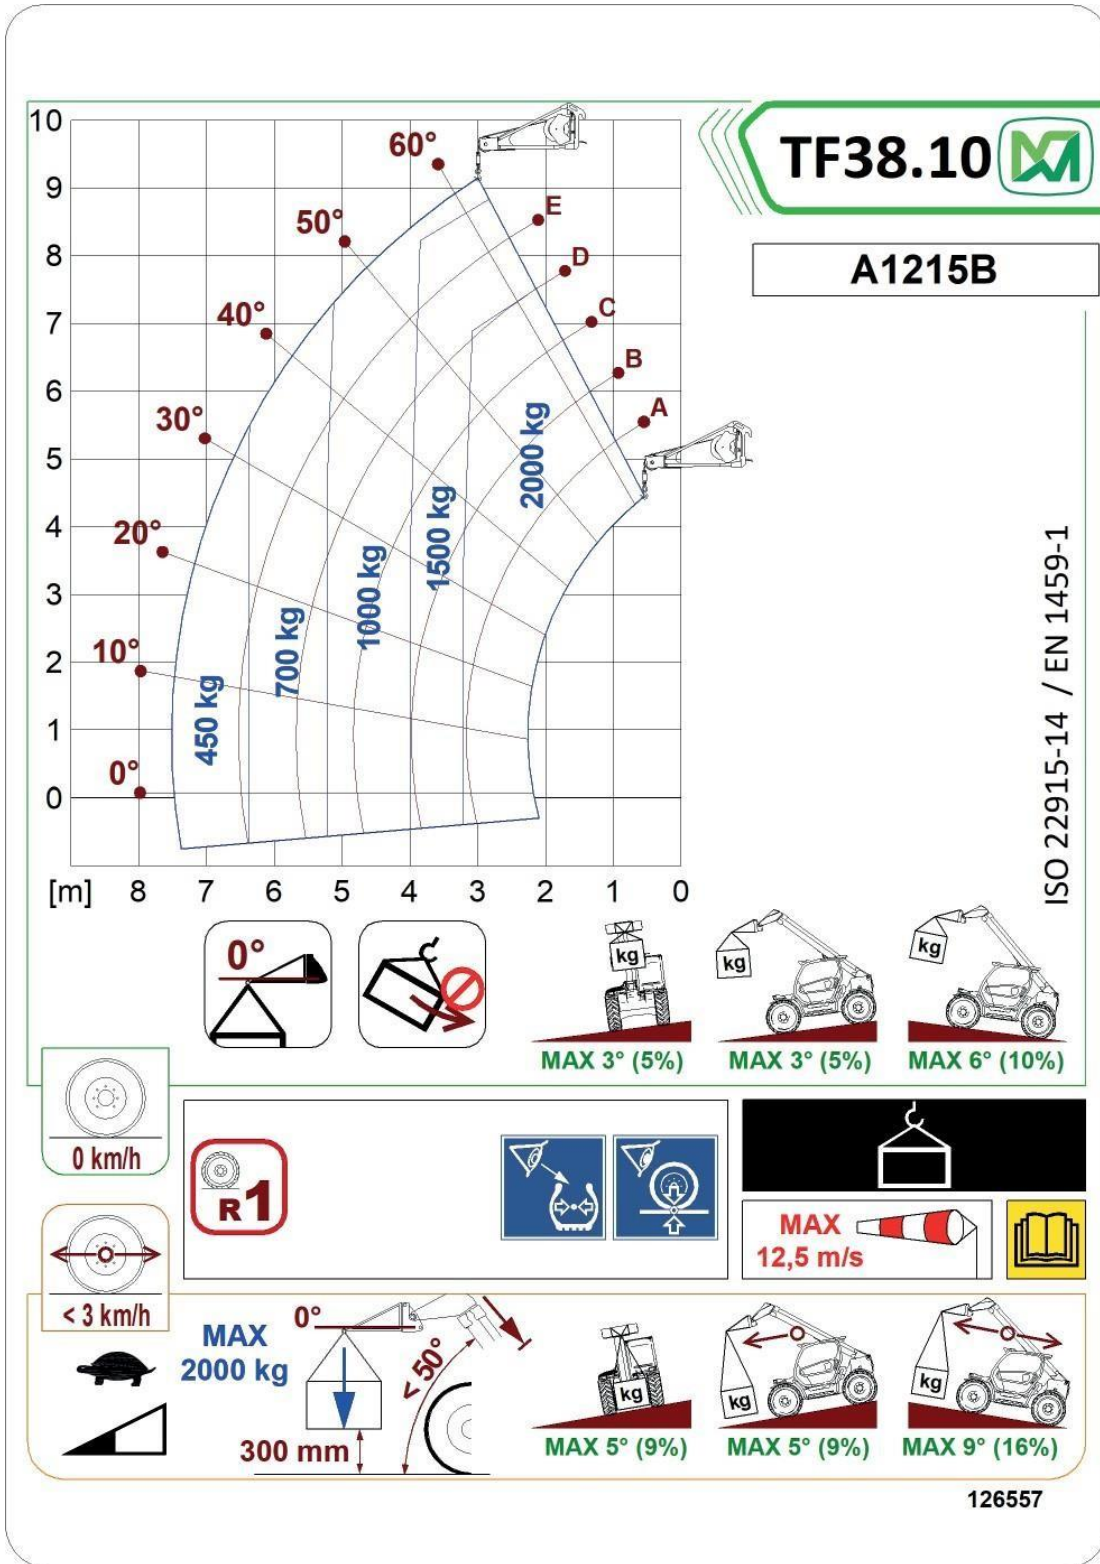 TF38.10
A1215B
10
9
8
7
6
5
4
3
2
1
0
60°
50°
40°
30°
20°
10°
0°
E
D
C
B
A
2000 kg
1500 kg
1000 kg
700 kg
450 kg
[m] 8 7 6 5 4 3 2 1 0
ISO 22915-14 / EN 1459-1
0°
kg
kg
kg
MAX 3° (5%)
MAX 3° (5%)
MAX 6° (10%)
0 km/h
R1
MAX
12,5 m/s
< 3 km/h
MAX
2000 kg
0°
< 50°
300 mm
kg
kg
kg
MAX 5° (9%)
MAX 5° (9%)
MAX 9° (16%)
126557